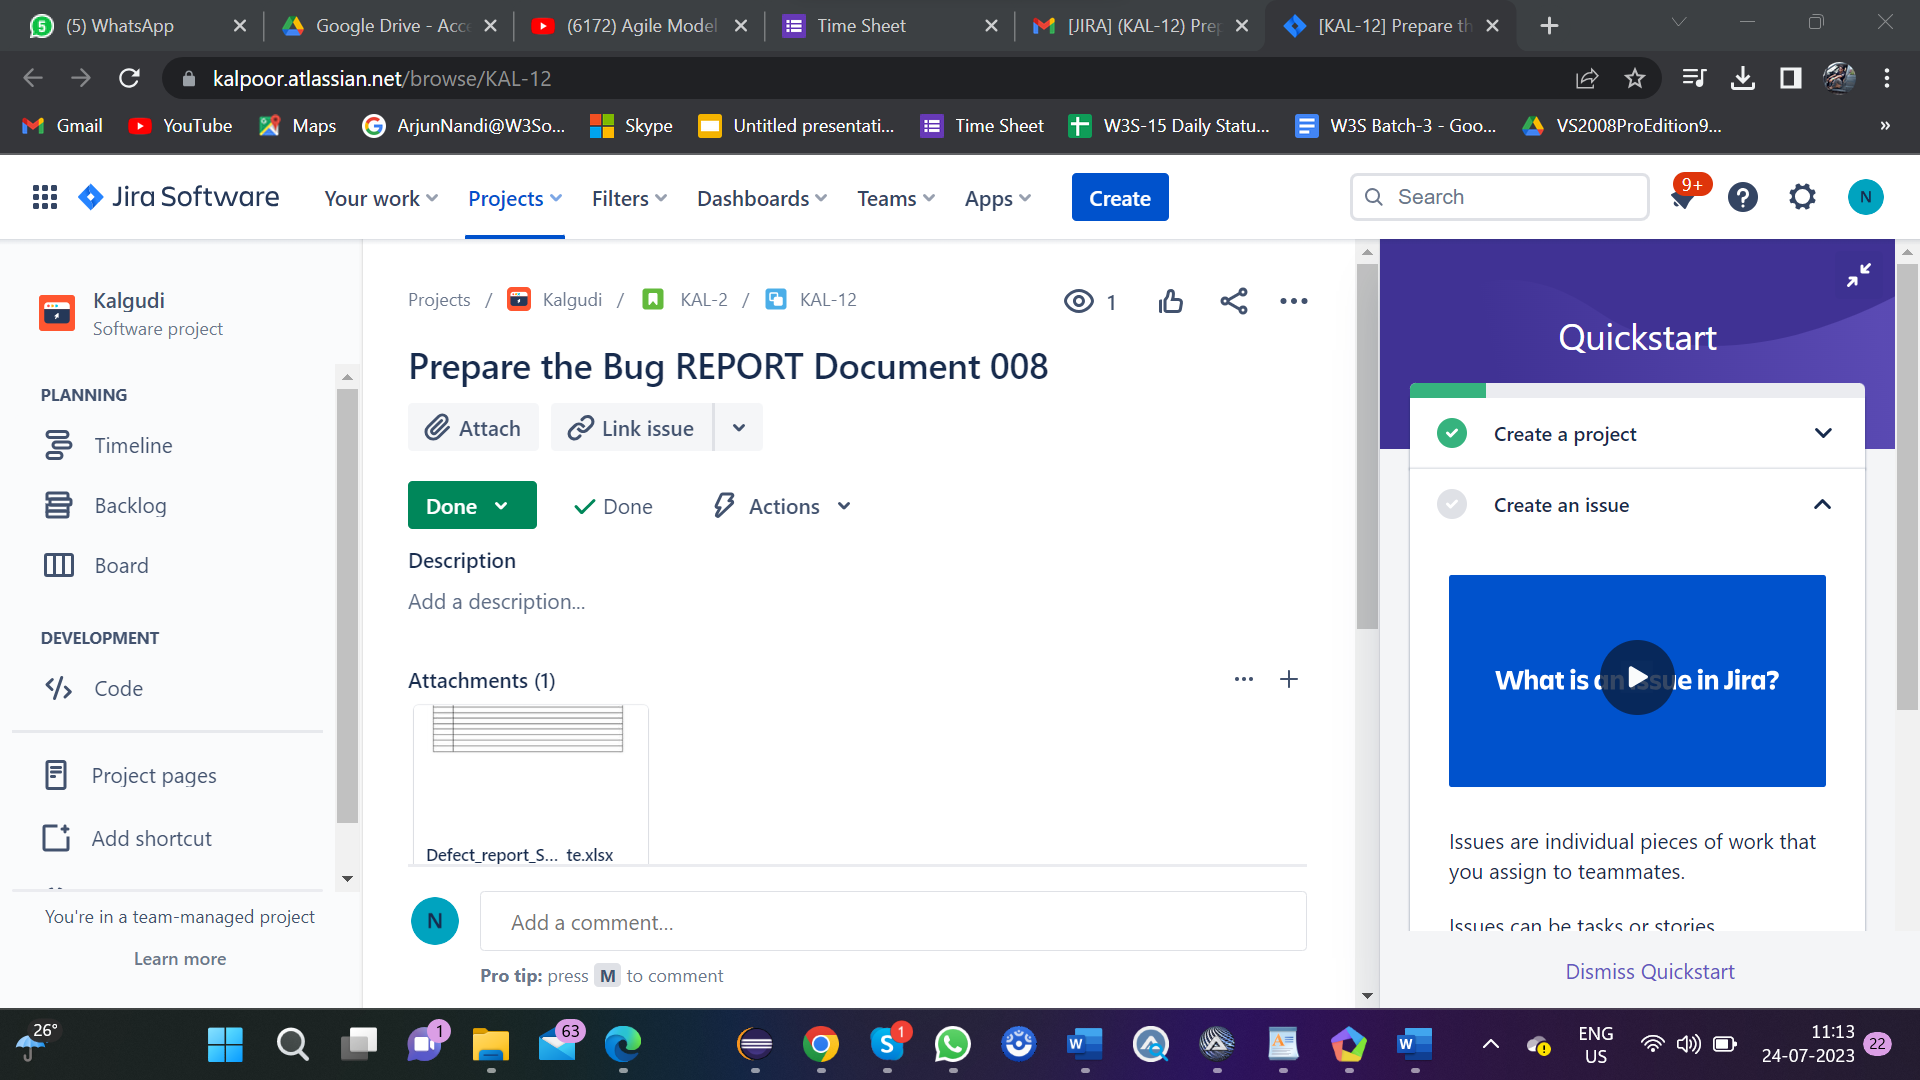 5 (5) WhatsApp
Google Drive - Acce
(6172) Agile Model
Time Sheet
[JIRA] (KAL-12) Prep
[KAL-12] Prepare th
kalpoor.atlassian.net/browse/KAL-12
Gmail
YouTube
Maps
ArjunNandi@W3So...
Skype
Untitled presentati...
Time Sheet
W3S-15 Daily Statu...
W3S Batch-3 - Goo...
VS2008ProEdition9...
»
Jira Software
Your work
Projects
Filters
Dashboards
Teams
Apps
Create
Search
9+
N
Kalgudi
Software project
PLANNING
Timeline
Backlog
Board
DEVELOPMENT
Code
Project pages
Add shortcut
You're in a team-managed project
Learn more
Projects / Kalgudi / KAL-2 / KAL-12
1
Prepare the Bug REPORT Document 008
Attach
Link issue
Done
Done
Actions
Description
Add a description...
Attachments (1)
Defect_report_S... te.xlsx
N
Add a comment...
Pro tip: press M to comment
Quickstart
Create a project
Create an issue
What is an issue in Jira?
Issues are individual pieces of work that
you assign to teammates.
Issues can be tasks or stories
Dismiss Quickstart
26°
1
63
1
ENG
US
11:13
24-07-2023
22